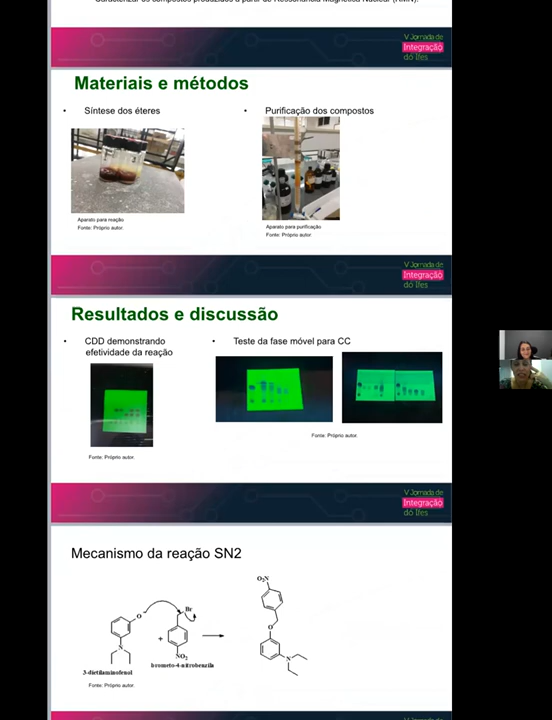 Caracterizar os compostos produzidos a partir de Ressonância Magnética Nuclear (RMN).
V Jornada de
Integração
do Ifes
Materiais e métodos
• Síntese dos éteres
• Purificação dos compostos
Aparato para reação
Fonte: Próprio autor.
Aparato para purificação
Fonte: Próprio autor.
V Jornada de
Integração
do Ifes
Resultados e discussão
• CDD demonstrando
efetividade da reação
• Teste da fase móvel para CC
Fonte: Próprio autor.
Fonte: Próprio autor.
V Jornada de
Integração
do Ifes
Mecanismo da reação SN2
O₂N
Br
O
+
O
N
NO₂
N
3-dietilaminofenol
brometo-4-nitrobenzila
Fonte: Próprio autor.